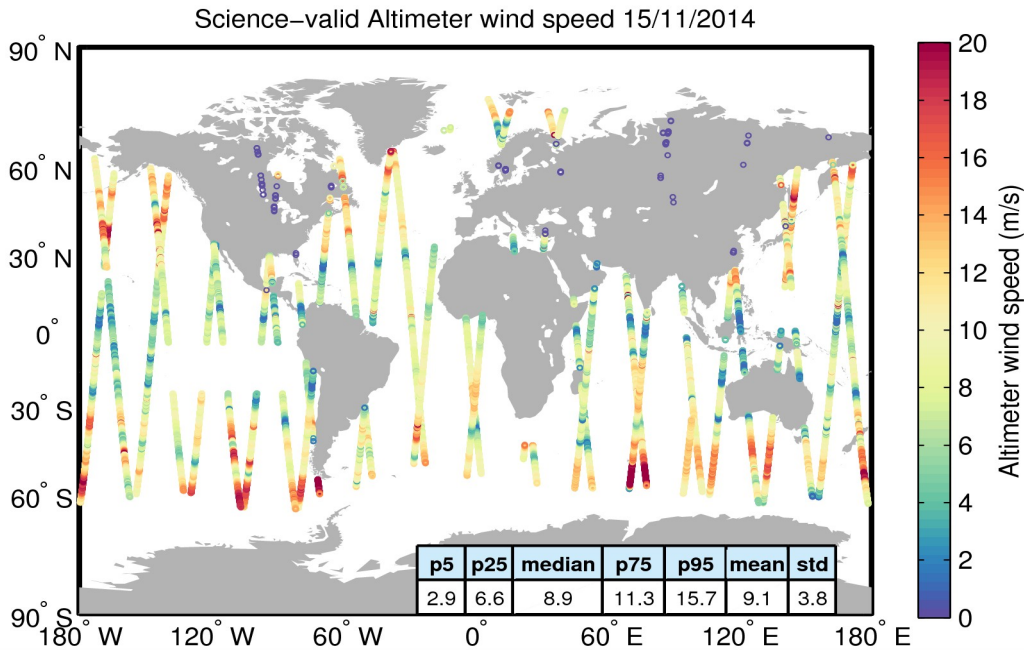 Science−valid Altimeter wind speed 15/11/2014
90° N
60° N
30° N
0°
30° S
60° S
90° S
180° W
120° W
60° W
0°
60° E
120° E
180° E
p5 p25 median p75 p95 mean std
2.9 6.6 8.9 11.3 15.7 9.1 3.8
20
18
16
14
12
10
8
6
4
2
0
Altimeter wind speed (m/s)